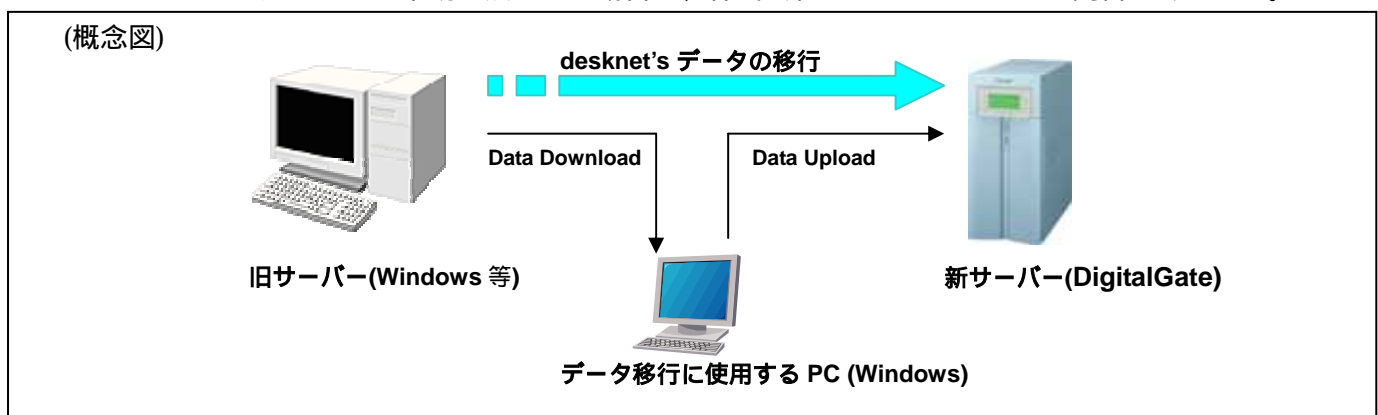 (概念図)
desknet’s データの移行
Data Download
Data Upload
旧サーバー(Windows 等)
新サーバー(DigitalGate)
データ移行に使用する PC (Windows)